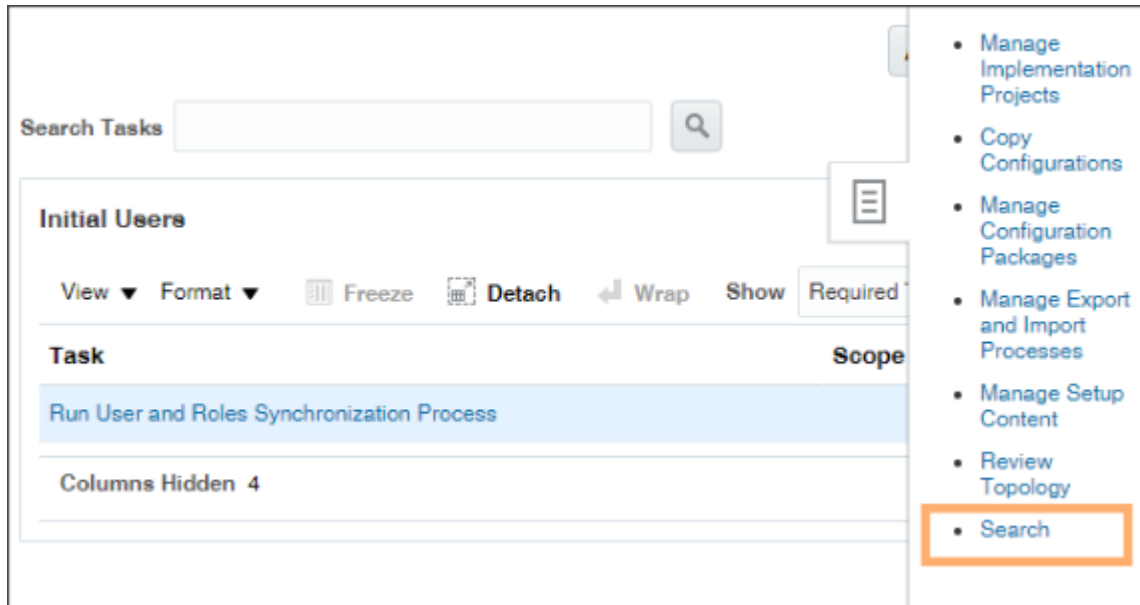 Search Tasks
Initial Users
View Format Freeze Detach Wrap Show Required
Task Scope
Run User and Roles Synchronization Process
Columns Hidden 4
Manage
Implementation
Projects
Copy
Configurations
Manage
Configuration
Packages
Manage Export
and Import
Processes
Manage Setup
Content
Review
Topology
Search